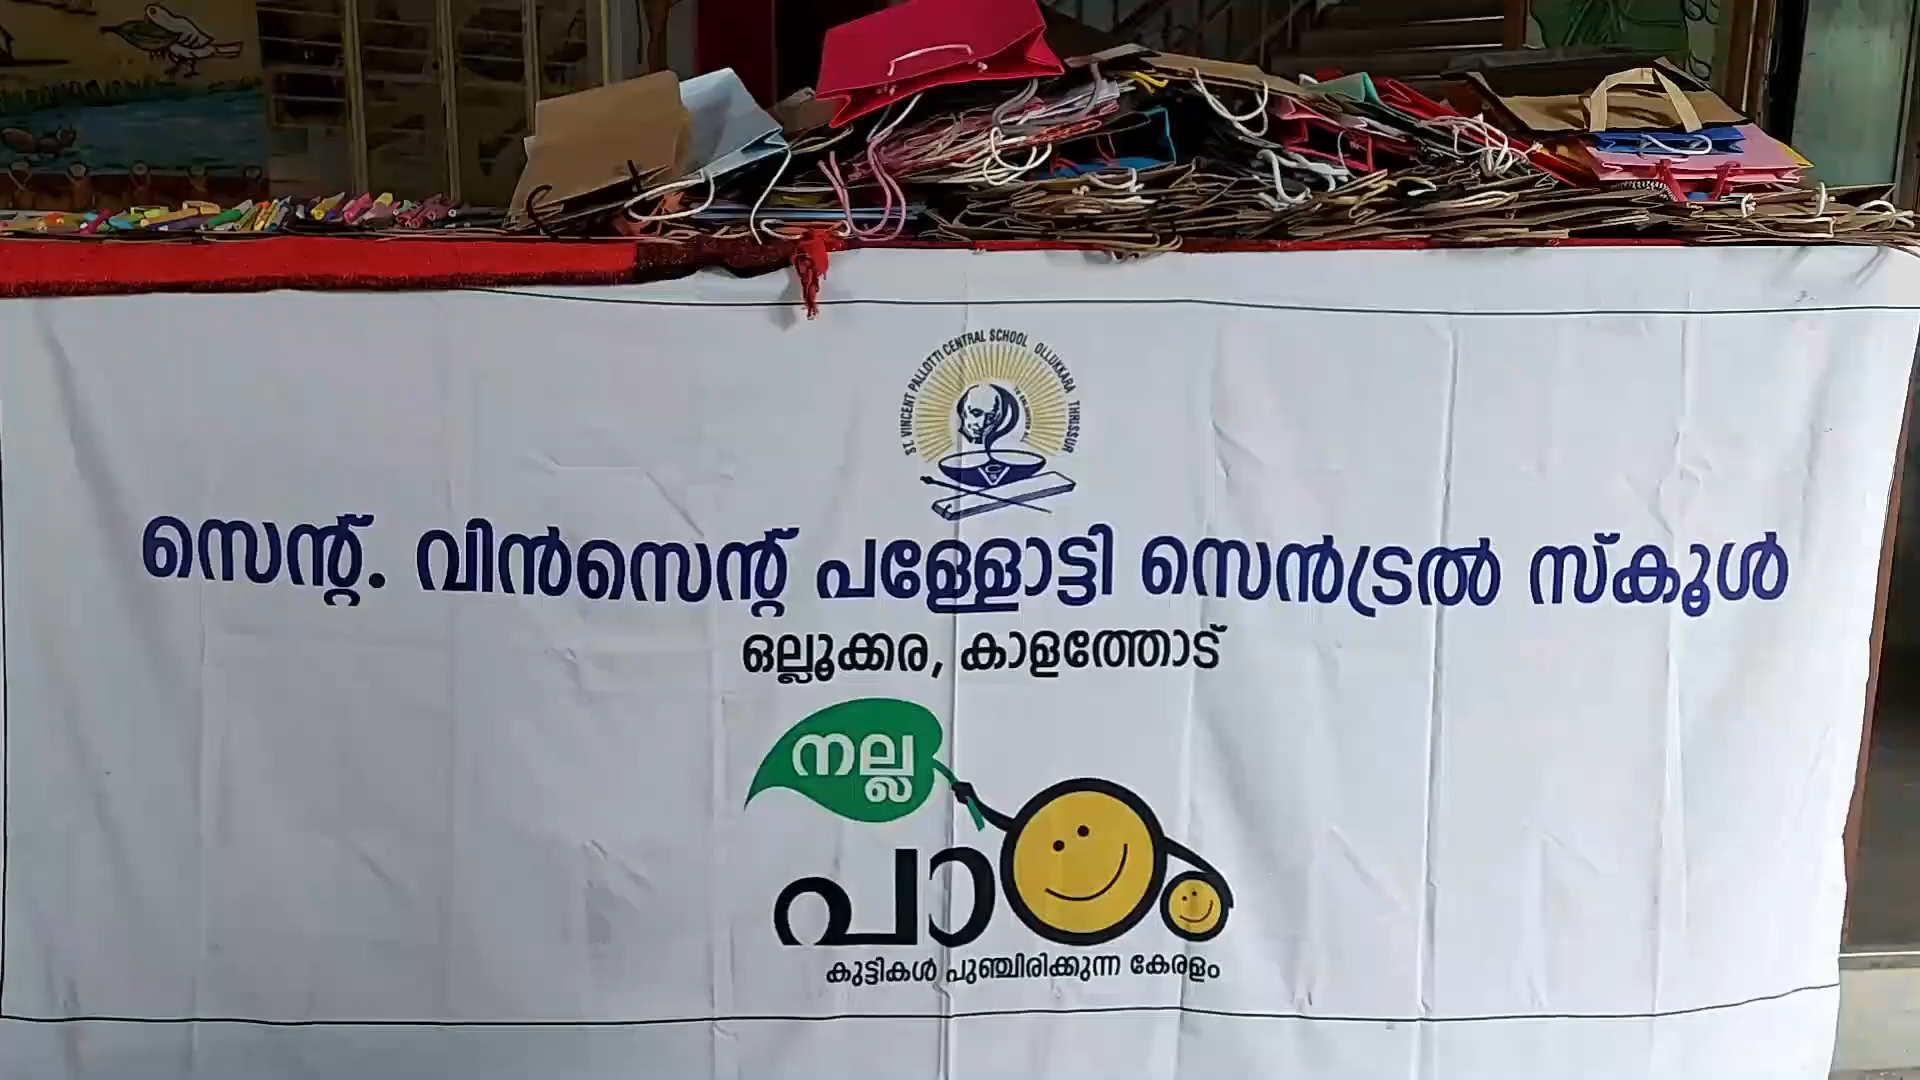 ST. VINCENT PALLOTTI CENTRAL SCHOOL OLLUKKARA THRISSUR
സെന്റ്. വിൻസെന്റ് പള്ളോട്ടി സെൻട്രൽ സ്കൂൾ
ഒല്ലൂക്കര, കാളത്തോട്
നല്ല
പാഠം
കുട്ടികൾ പുഞ്ചിരിക്കുന്ന കേരളം